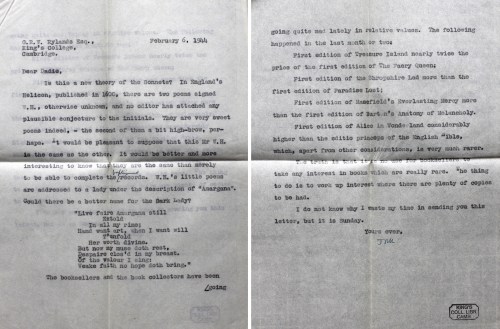 G.R.W. Rylands Esq.,
February 6, 1944
King's College,
Cambridge.
Dear Dadie,
Is this a new theory of the Sonnets? In England's
Helicon, published in 1600, there are two poems signed
W.H., otherwise unknown, and no editor has attached any
plausible conjecture to the initials. They are very sweet
poems indeed, - the second of them a bit high-brow, per-
haps. 't would be pleasant to suppose that this Mr W.H
is the same as the other. It would be better and more
interesting to know that they are the same than merely
to be able to complete the records. W.H.'s little poems
are addressed to a lady under the description of 'Amargana'.
Could there be a better name for the Dark Lady?
"Live faire Amargana still
Extold
In all my rime:
Hand want art, when I want will
T'unfold
Her worth divine.
But now my muse doth rest,
Despaire clos'd in my brest.
Of the valour I sing:
Weake faith no hope doth bring."
The booksellers and the book collectors have been
/going
going quite mad lately in relative values. The following
happened in the last month or ten:
First edition of Treasure Island nearly twice the
price of the first edition of The Faery Queen;
First edition of the Shropshire Lad more than the
first edition of Paradise Lost;
First edition of Masefield's Everlasting Mercy more
than the first edition of Burton's Anatomy of Melancholy.
First edition of Alice in Wonderland considerably
higher than the editio princeps of the English Bible,
which, apart from other considerations, is very much rarer.
The truth is that it is no use for booksellers to
take any interest in books which are really rare. The thing
to do is to work up interest where there are plenty of copies
to be had.
I do not know why I waste my time in sending you this
letter, but it is Sunday.
Yours ever,
JMK
KING'S
COLL. LIBR.
CAMB.